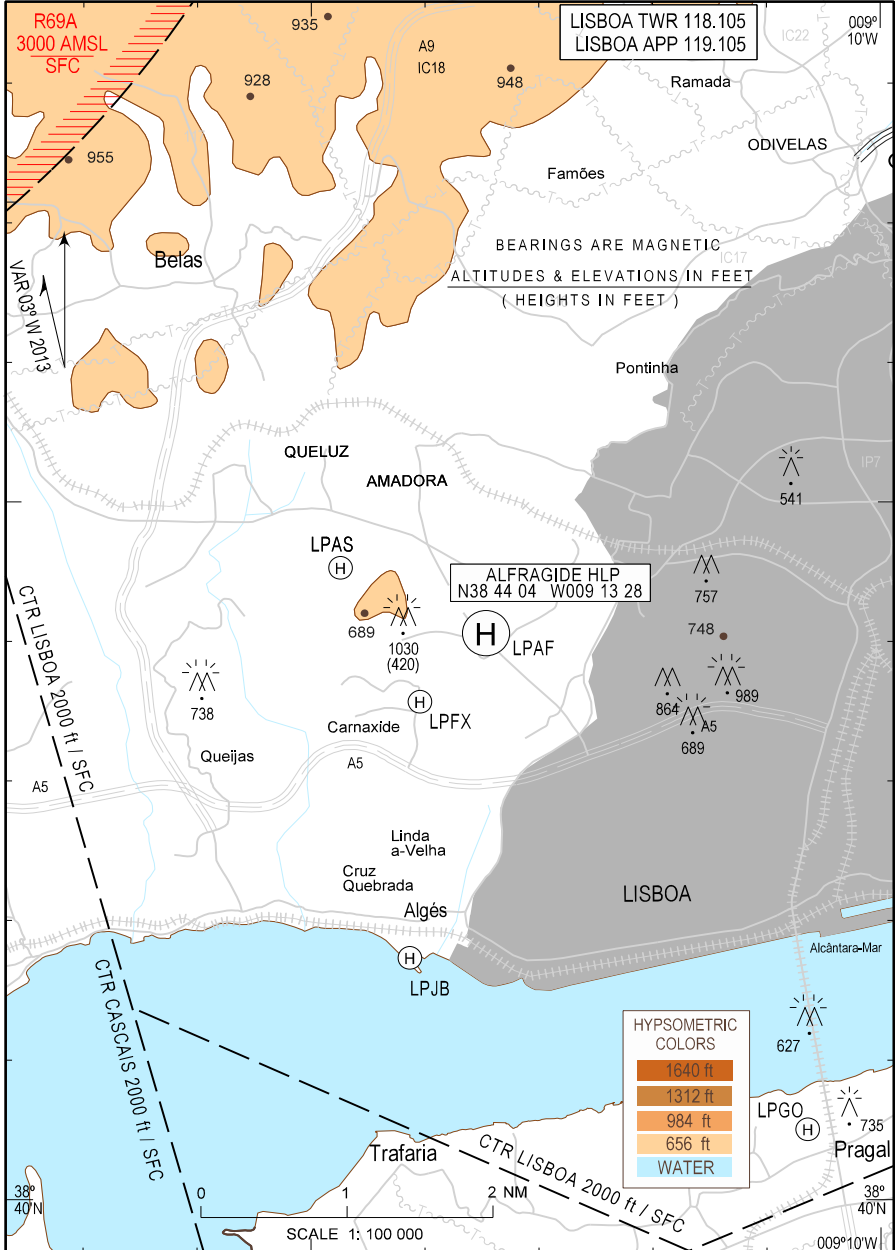 R69A
3000 AMSL
SFC
935
A9
IC18
LISBOA TWR 118.105
LISBOA APP 119.105
009º
10'W
IC22
928
948
Ramada
ODIVELAS
955
Famões
BEARINGS ARE MAGNETIC
IC17
ALTITUDES & ELEVATIONS IN FEET
( HEIGHTS IN FEET )
Belas
VAR 03º W 2013
Pontinha
QUELUZ
AMADORA
IP7
541
LPAS
H
ALFRAGIDE HLP
N38 44 04 W009 13 28
757
689
1030
(420)
H
LPAF
748
738
H
LPFX
864
989
A5
689
Carnaxide
Queijas
A5
A5
CTR LISBOA 2000 ft / SFC
Linda
a-Velha
Cruz
Quebrada
Algés
LISBOA
H
LPJB
Alcântara-Mar
CTR CASCAIS 2000 ft / SFC
627
HYPSOMETRIC
COLORS
1640 ft
1312 ft
984 ft
656 ft
WATER
LPGO
H
735
Pragal
Trafaria
CTR LISBOA 2000 ft / SFC
38º
40'N
0 1 2 NM
SCALE 1: 100 000
38º
40'N
009º10'W